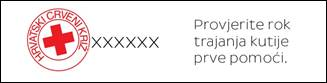 HRVATSKI CRVENI KRIŽ
XXXXXX
Provjerite rok
trajanja kutije
prve pomoći.